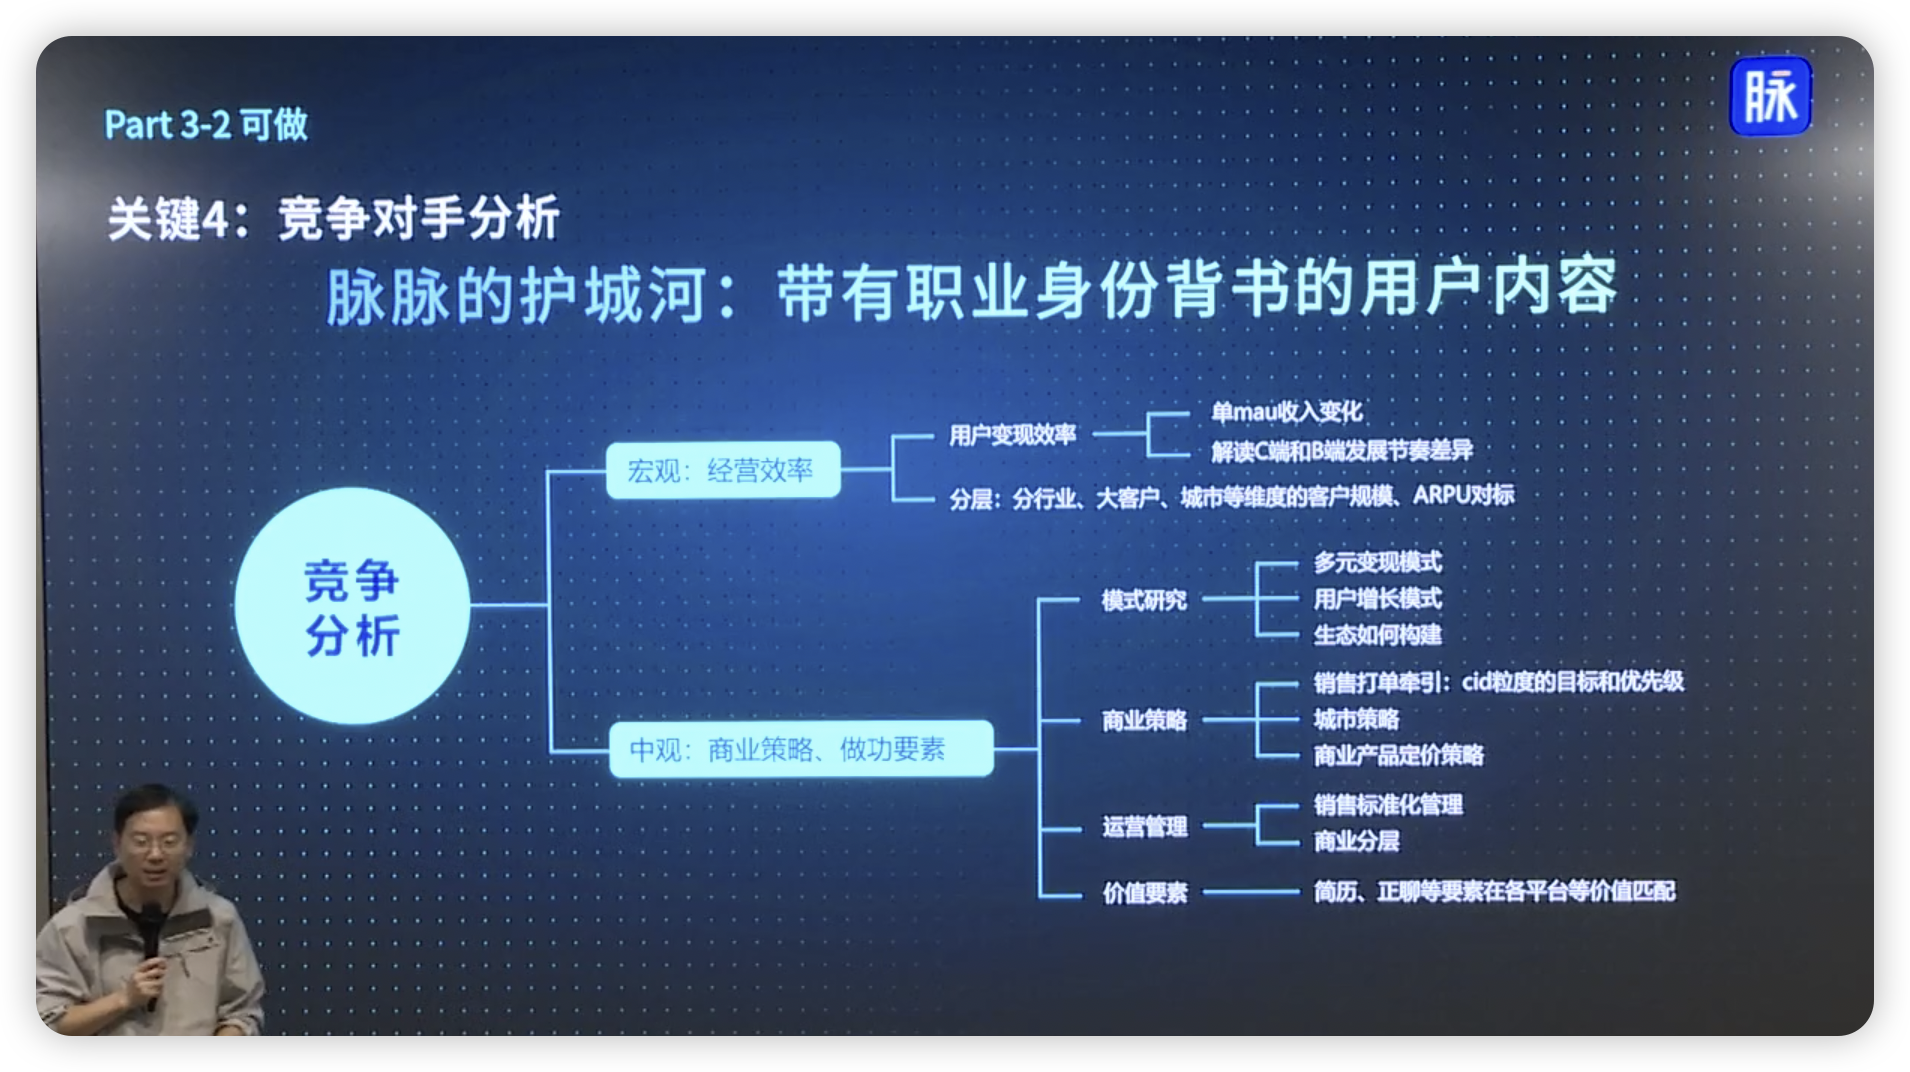 脉
Part 3-2 可做
关键4：竞争对手分析
脉脉的护城河：带有职业身份背书的用户内容
竞争
分析
宏观：经营效率
用户变现效率
单mau收入变化
解读C端和B端发展节奏差异
分层：分行业、大客户、城市等维度的客户规模、ARPU对标
中观：商业策略、做功要素
模式研究
多元变现模式
用户增长模式
生态如何构建
商业策略
销售打单牵引：cid粒度的目标和优先级
城市策略
商业产品定价策略
运营管理
销售标准化管理
商业分层
价值要素
简历、正聊等要素在各平台等价值匹配